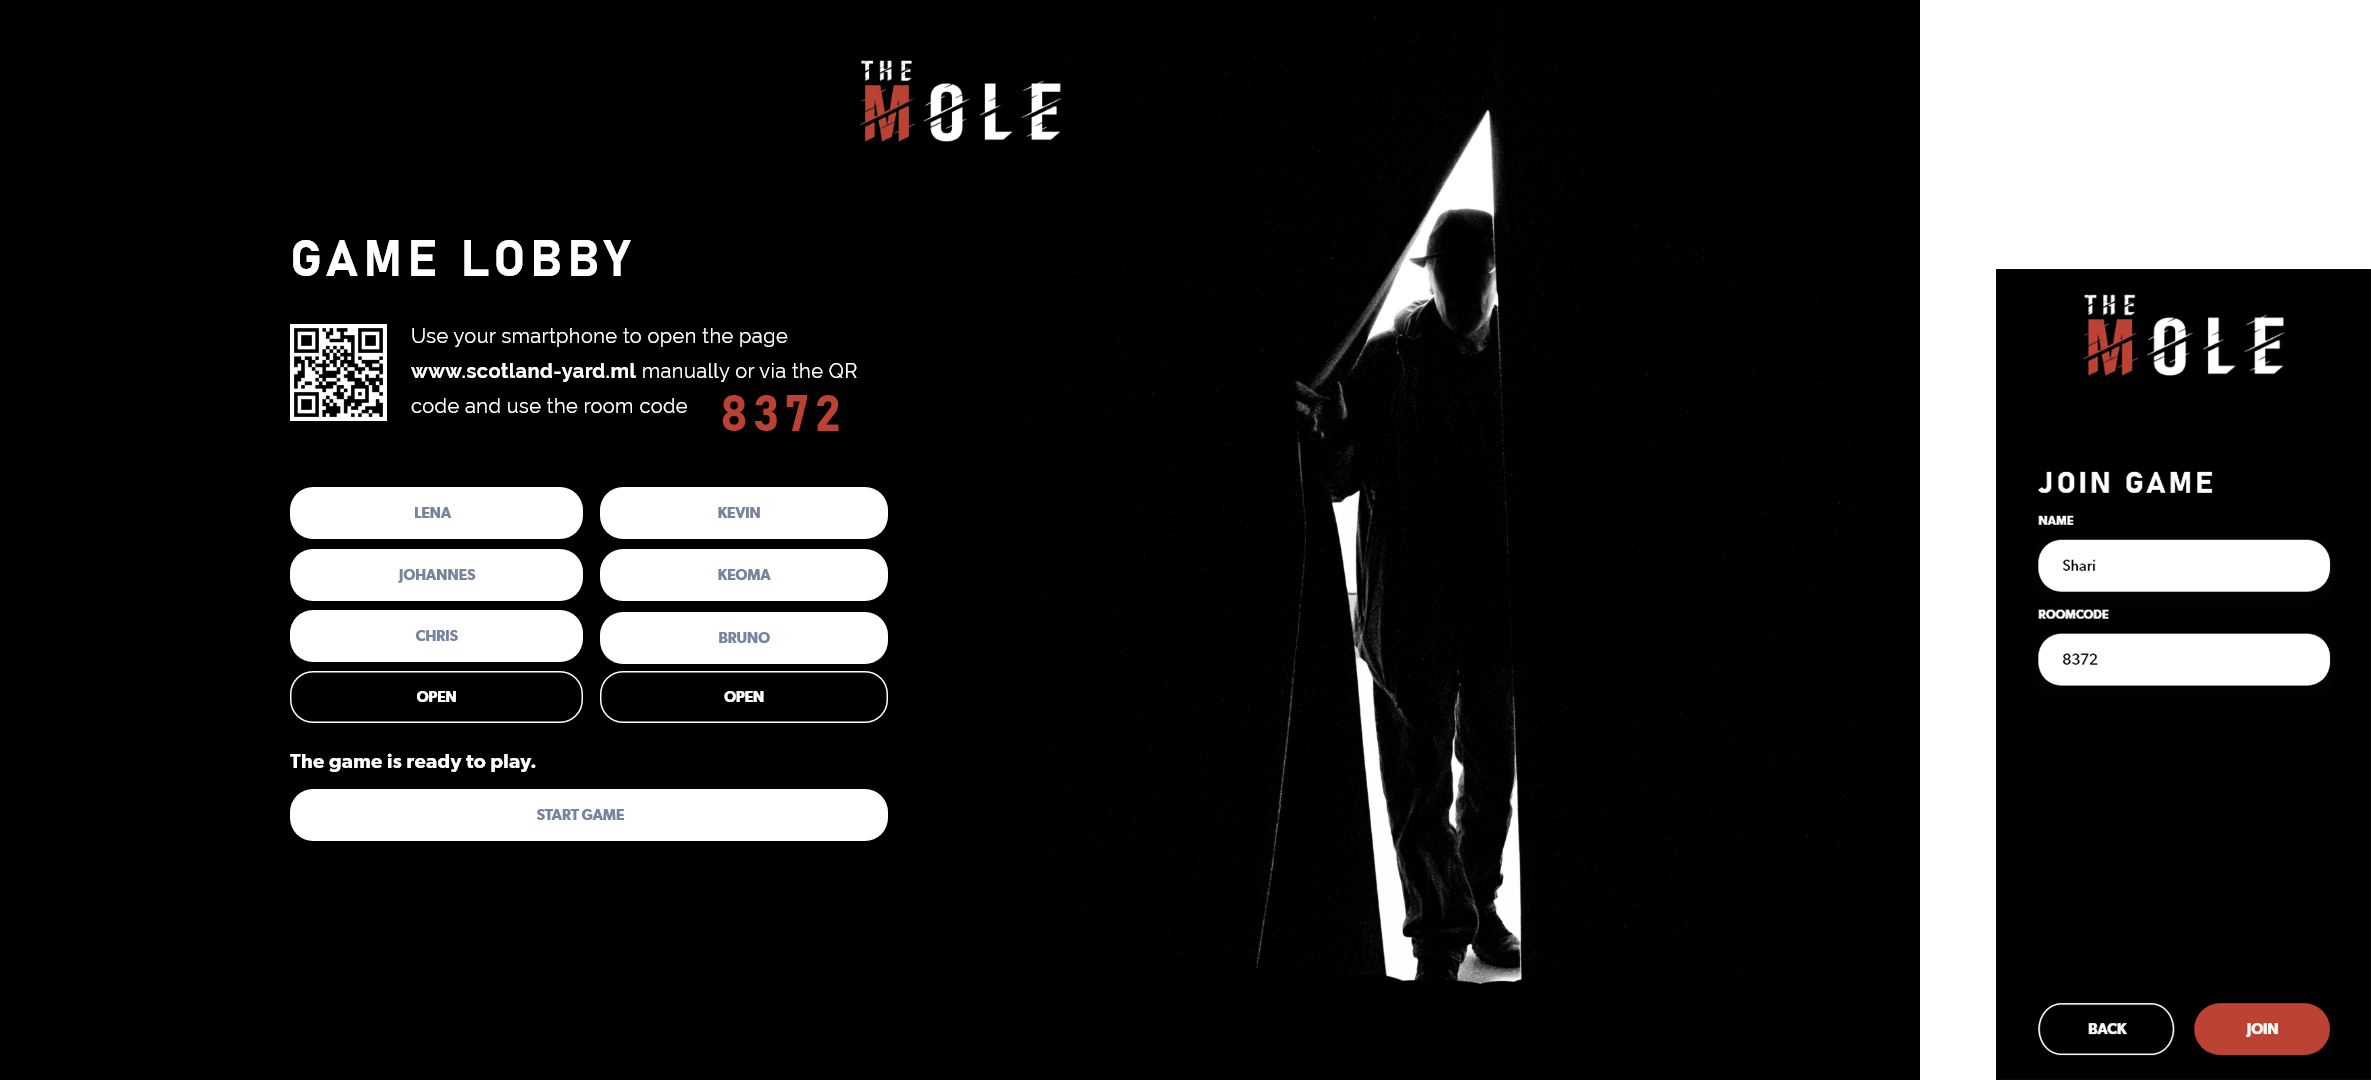 THE
MOLE
GAME LOBBY
Use your smartphone to open the page
www.scotland-yard.ml manually or via the QR
code and use the room code 8372
LENA
KEVIN
JOHANNES
KEOMA
CHRIS
BRUNO
OPEN
OPEN
The game is ready to play.
START GAME
THE
MOLE
JOIN GAME
NAME
Shari
ROOMCODE
8372
BACK
JOIN